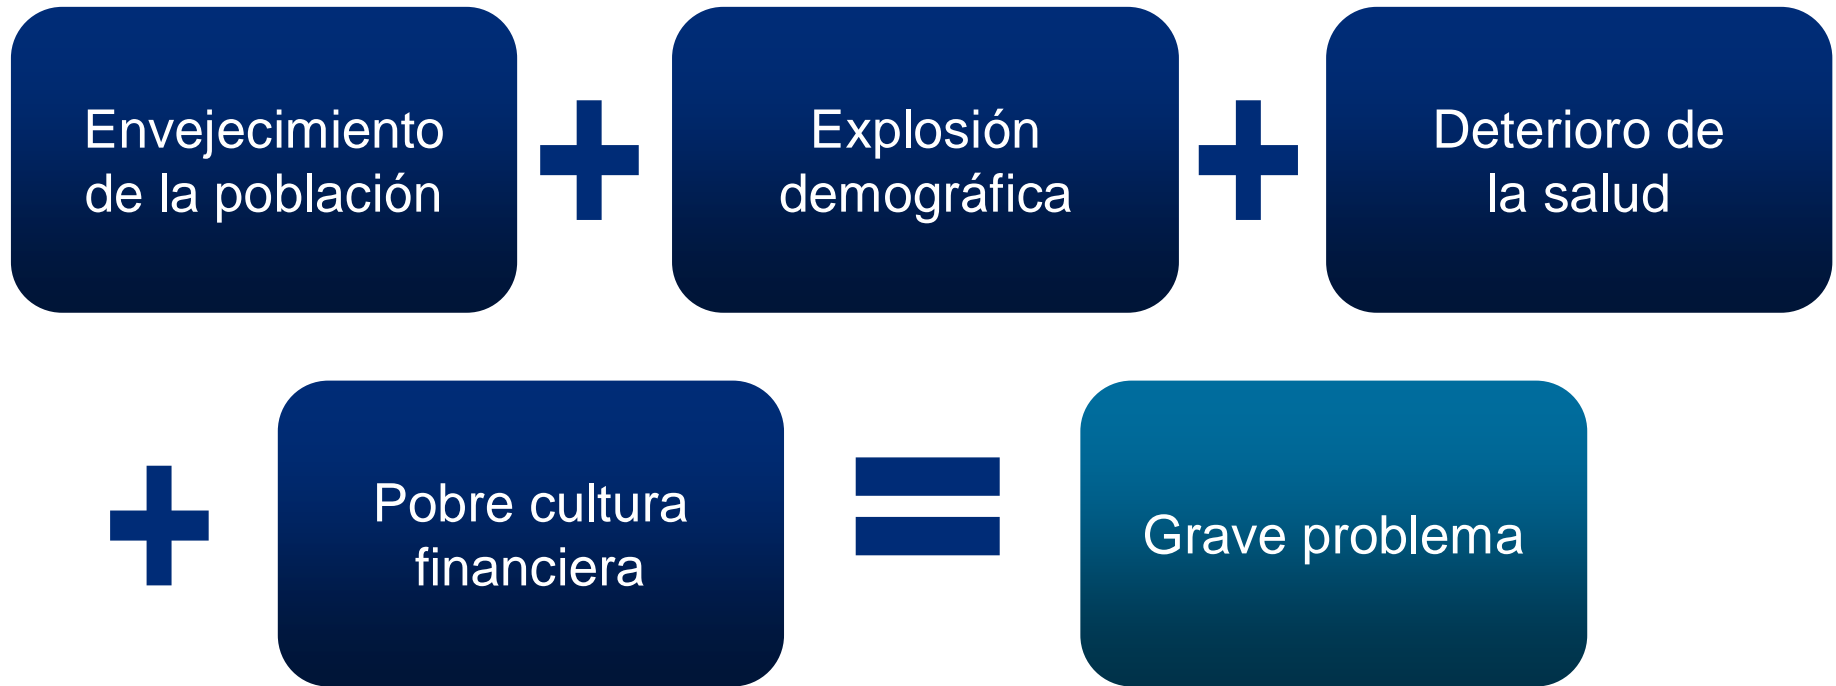 Envejecimiento
de la población
Explosión
demográfica
Deterioro de
la salud
Pobre cultura
financiera
Grave problema